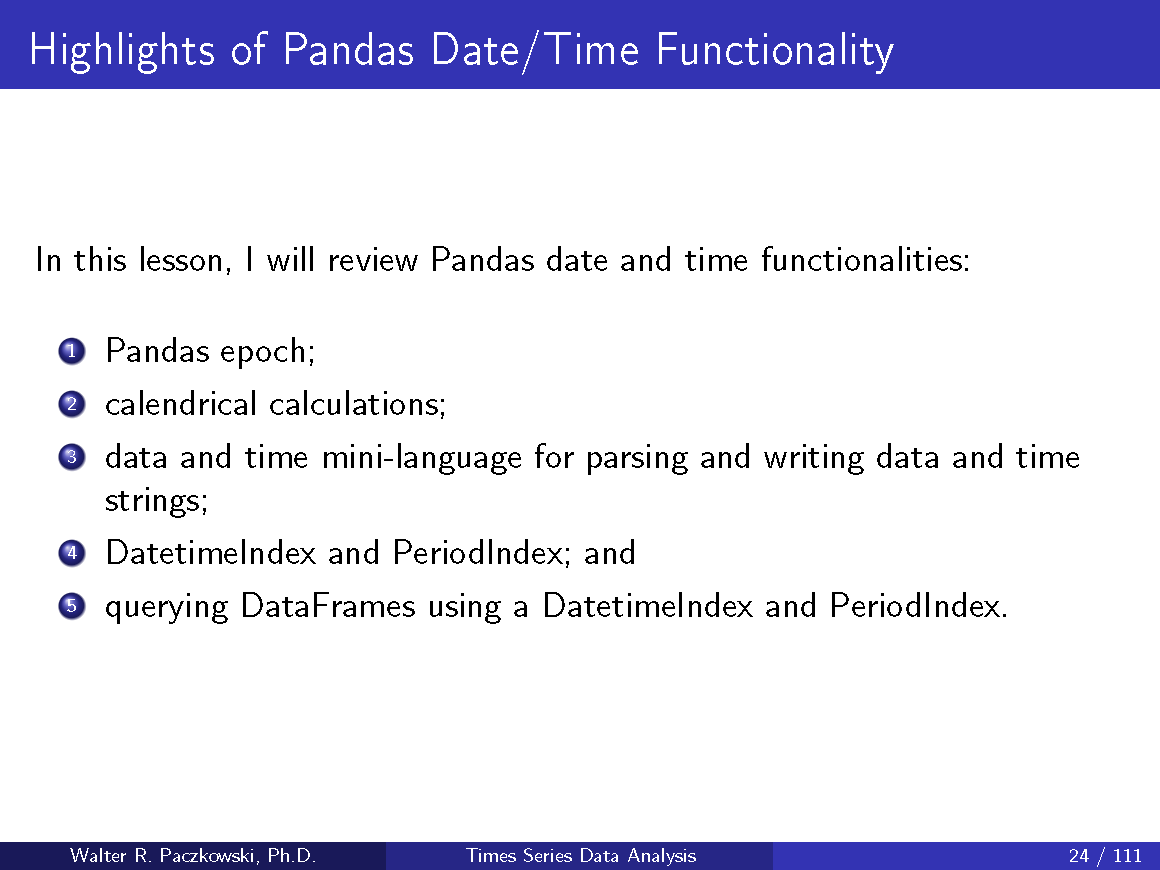 Highlights of Pandas Date/Time Functionality
In this lesson, I will review Pandas date and time functionalities:
1 Pandas epoch;
2 calendrical calculations;
3 data and time mini-language for parsing and writing data and time
strings;
4 DatetimeIndex and PeriodIndex; and
5 querying DataFrames using a DatetimeIndex and PeriodIndex.
Walter R. Paczkowski, Ph.D. Times Series Data Analysis 24 / 111